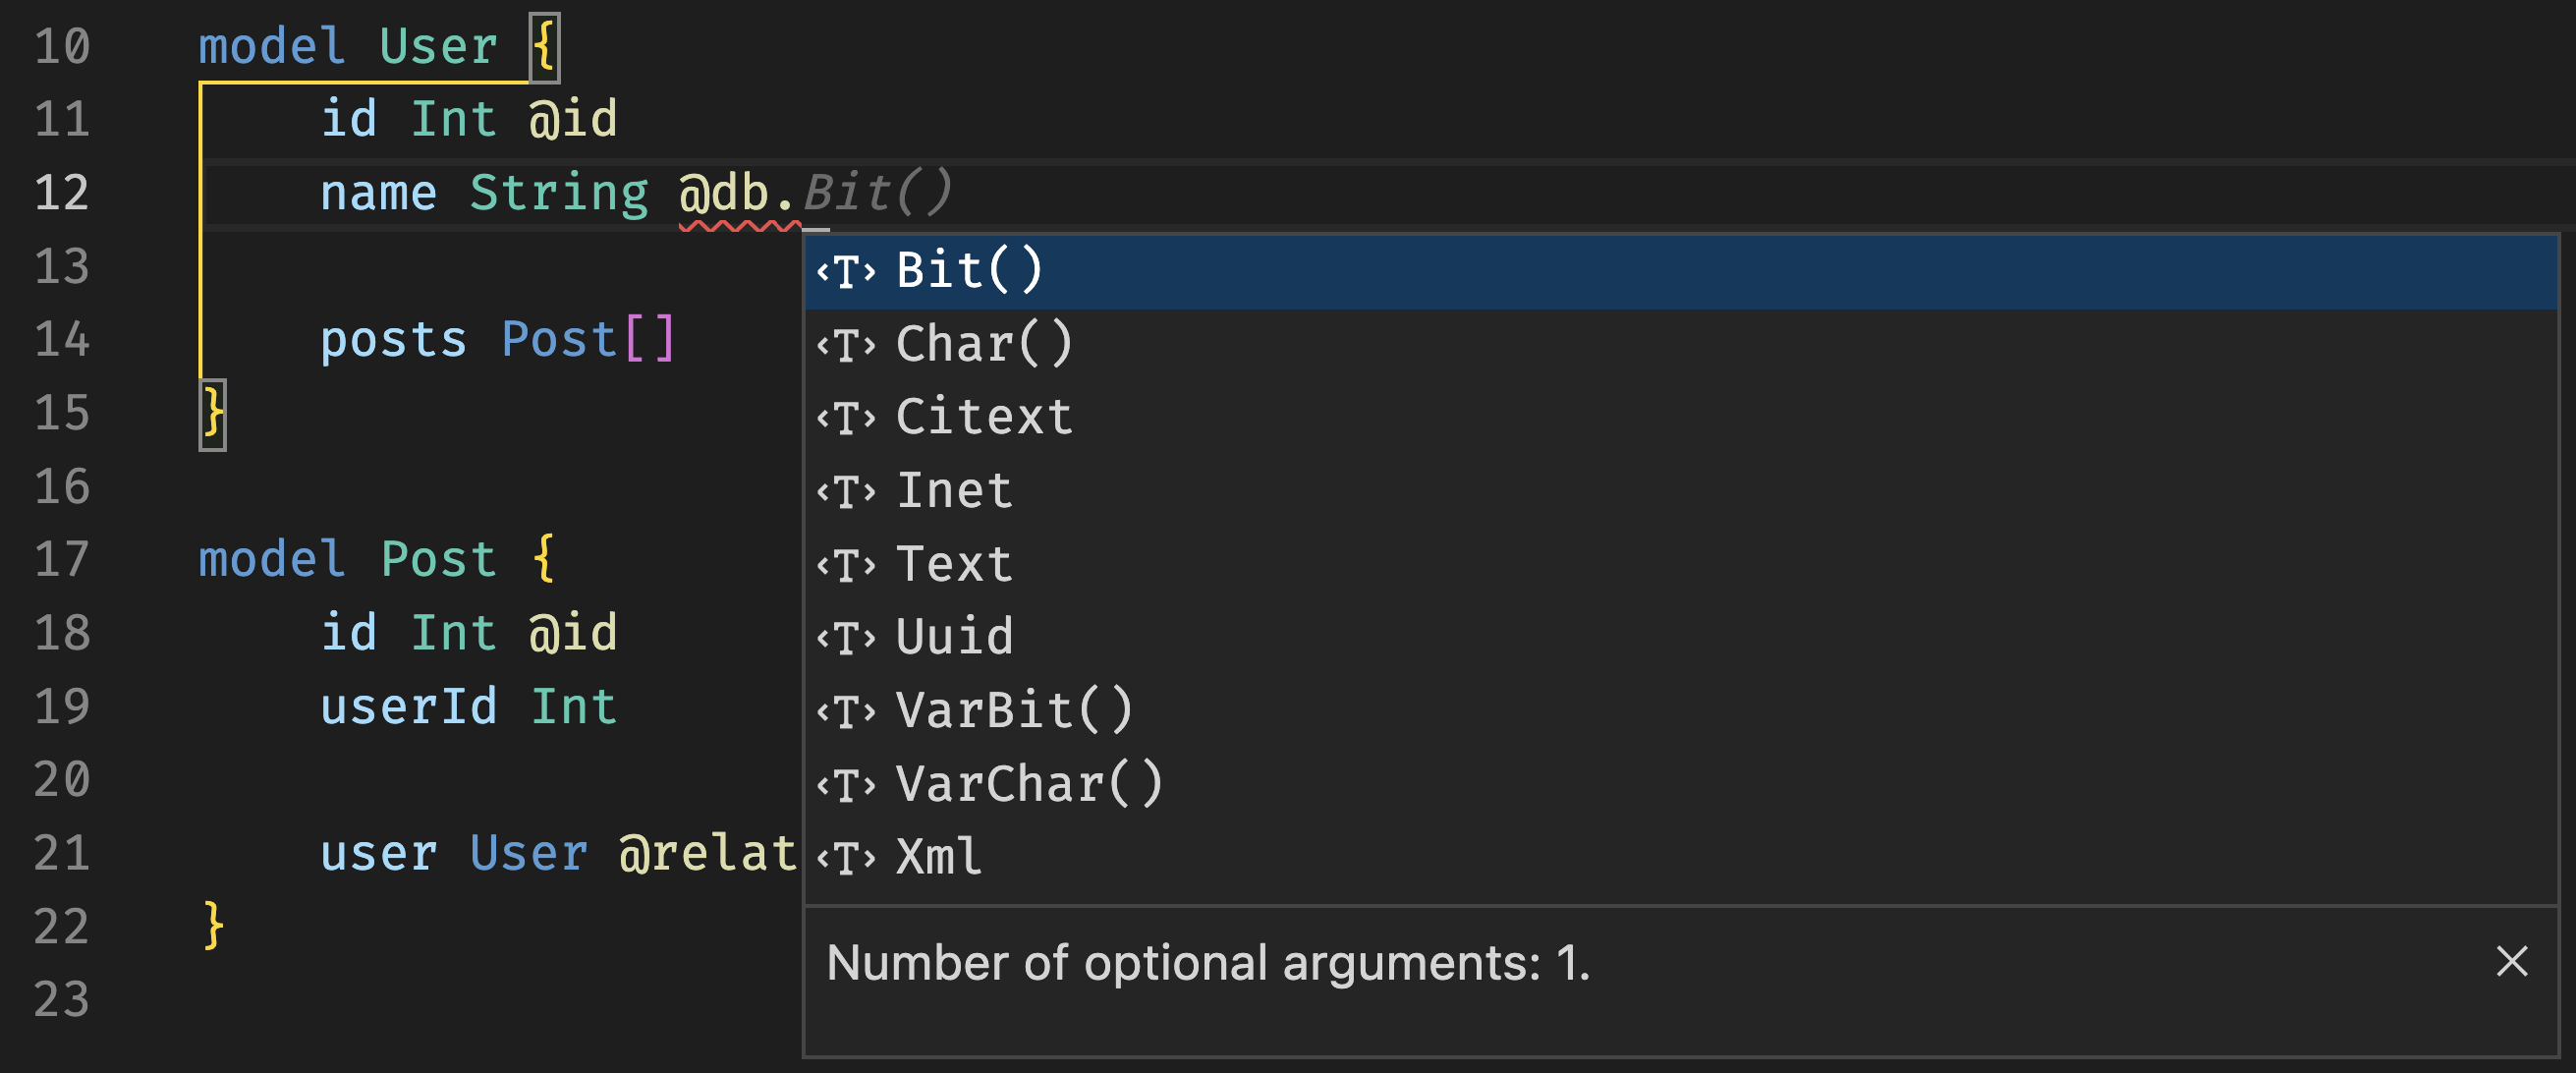 10 model User {
11 id Int @id
12 name String @db.Bit()
13
14 posts Post[]
15 }
16
17 model Post {
18 id Int @id
19 userId Int
20
21 user User @relat
22 }
23
<T> Bit()
<T> Char()
<T> Citext
<T> Inet
<T> Text
<T> Uuid
<T> VarBit()
<T> VarChar()
<T> Xml
Number of optional arguments: 1.